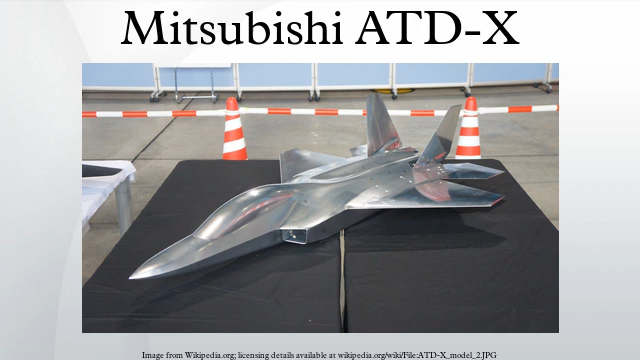 Mitsubishi ATD-X
Image from Wikipedia.org; licensing details available at wikipedia.org/wiki/File:ATD-X_model_2.JPG